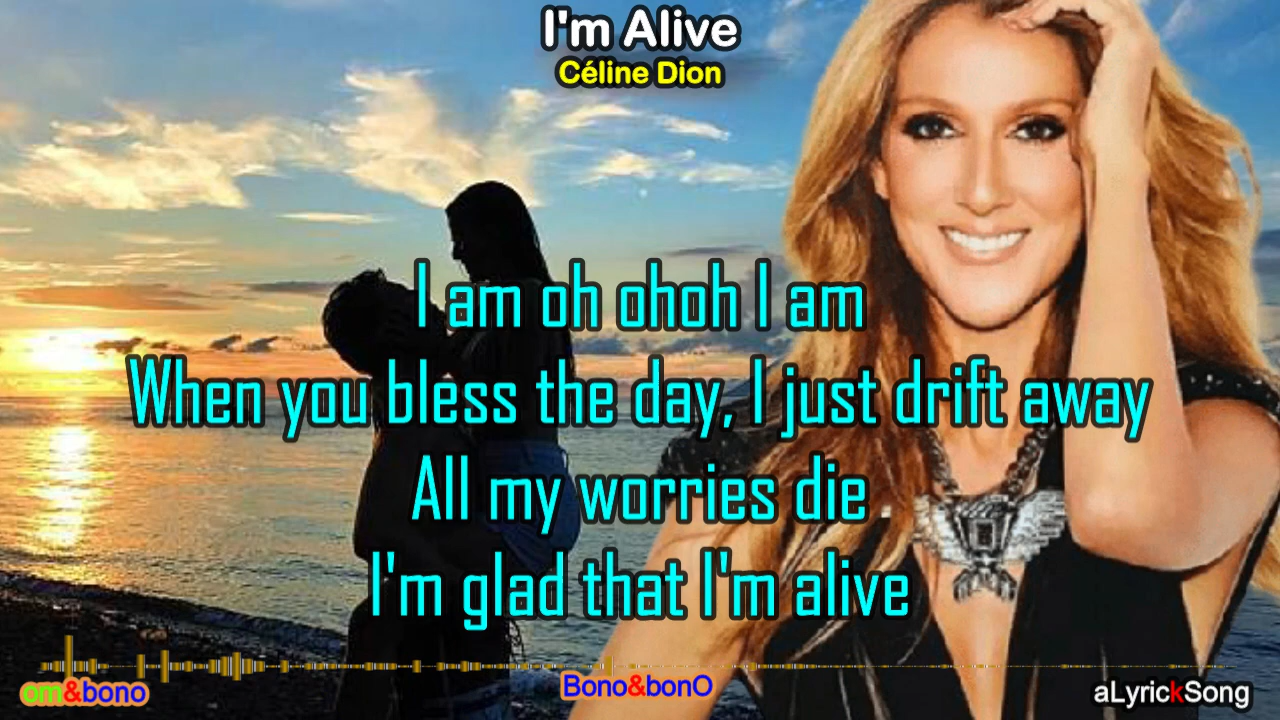 I'm Alive
Céline Dion
I am oh ohoh I am
When you bless the day, I just drift away
All my worries die
I'm glad that I'm alive
om&bono
Bono&bonO
aLyrickSong